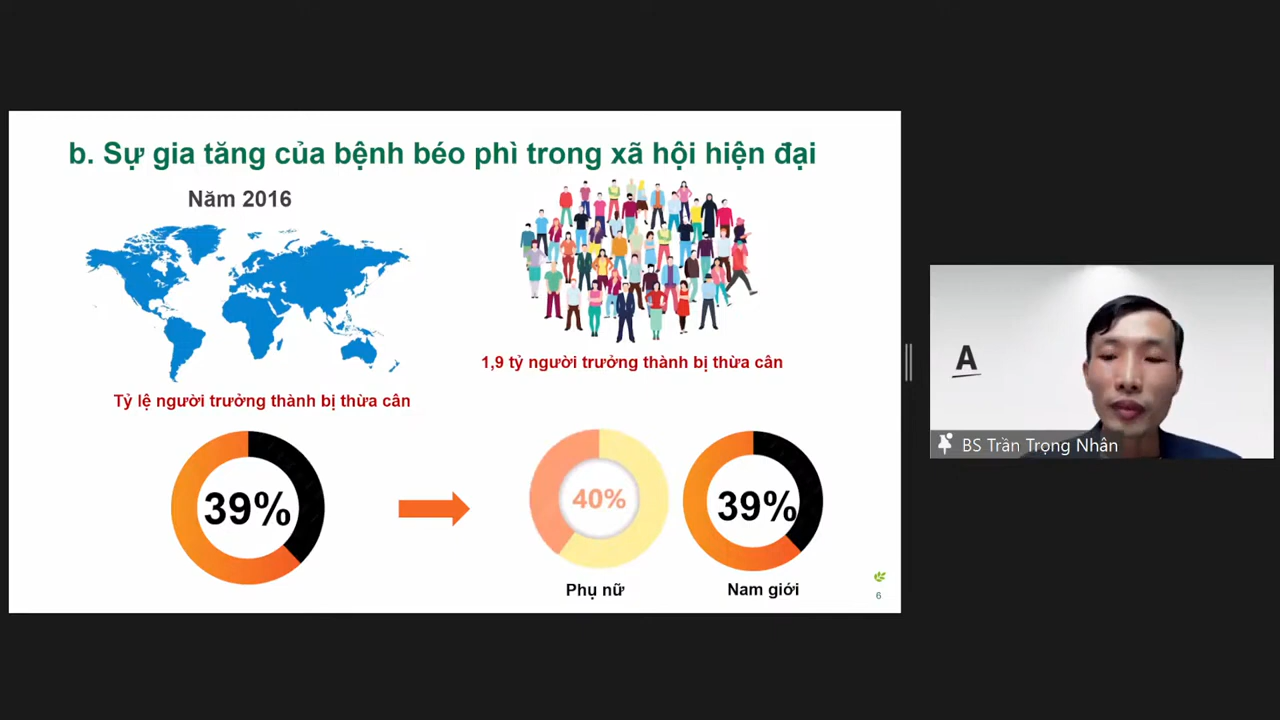 b. Sự gia tăng của bệnh béo phì trong xã hội hiện đại
Năm 2016
1,9 tỷ người trưởng thành bị thừa cân
Tỷ lệ người trưởng thành bị thừa cân
39%
40%
39%
Phụ nữ
Nam giới
6
A
BS Trần Trọng Nhân